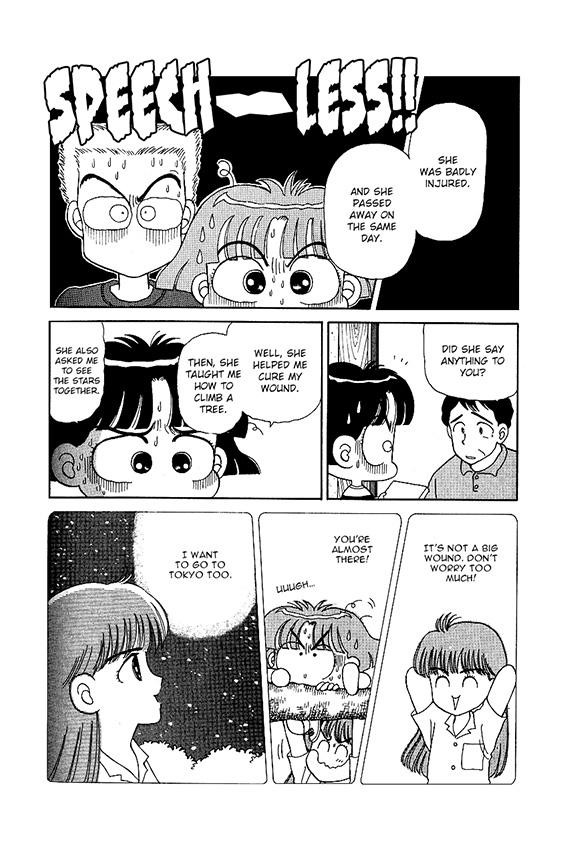 SPEECH — LESS!!
SHE
WAS BADLY
INJURED.
AND SHE
PASSED
AWAY ON
THE SAME
DAY.
DID SHE SAY
ANYTHING TO
YOU?
WELL, SHE
HELPED ME
CURE MY
WOUND.
THEN, SHE
TAUGHT ME
HOW TO
CLIMB A
TREE.
SHE ALSO
ASKED ME
TO SEE
THE STARS
TOGETHER.
IT'S NOT A BIG
WOUND. DON'T
WORRY TOO
MUCH!
YOU'RE
ALMOST
THERE!
UUUGH...
I WANT
TO GO TO
TOKYO TOO.